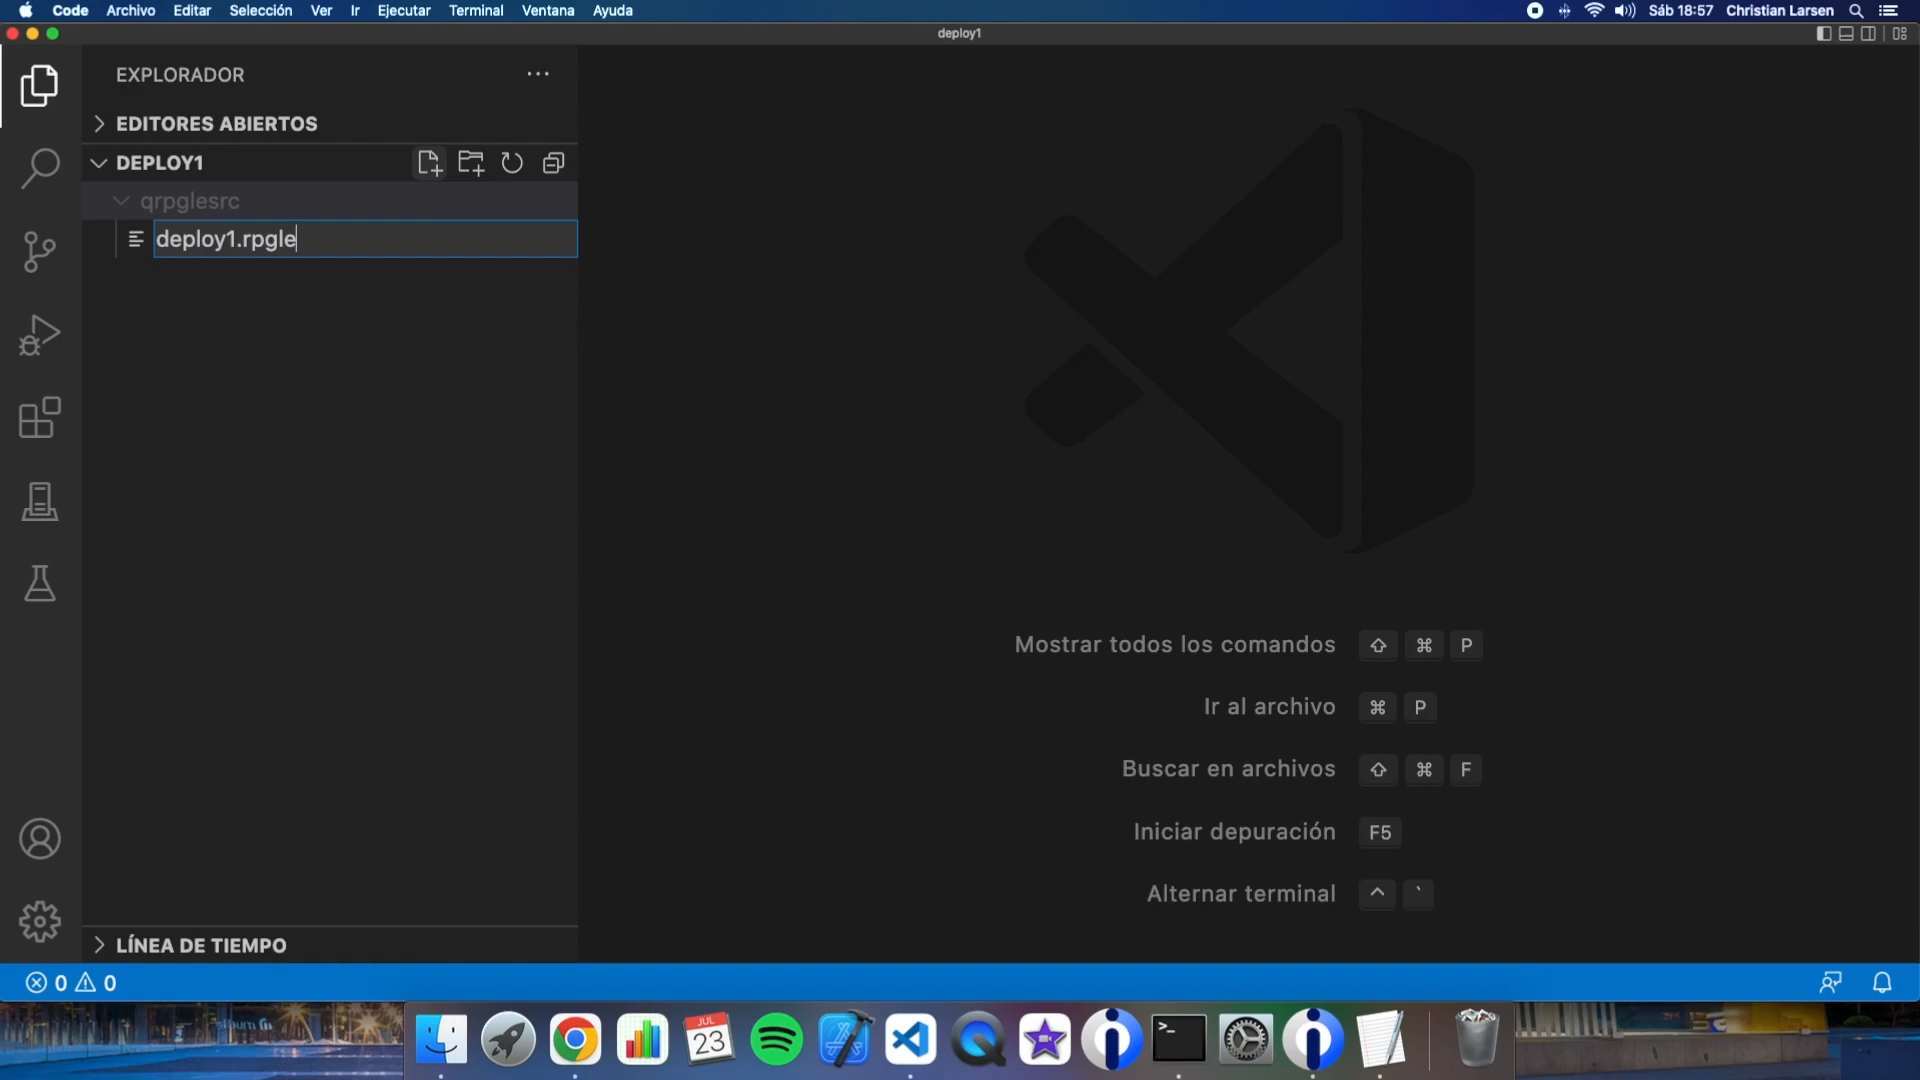 Code Archivo Editar Selección Ver Ir Ejecutar Terminal Ventana Ayuda Sáb 18:57 Christian Larsen
deploy1
EXPLORADOR
EDITORES ABIERTOS
DEPLOY1
qrpglesrc
deploy1.rpgle
Mostrar todos los comandos ⇧ ⌘ P
Ir al archivo ⌘ P
Buscar en archivos ⇧ ⌘ F
Iniciar depuración F5
Alternar terminal ^ `
LÍNEA DE TIEMPO
0 0
JUL
23